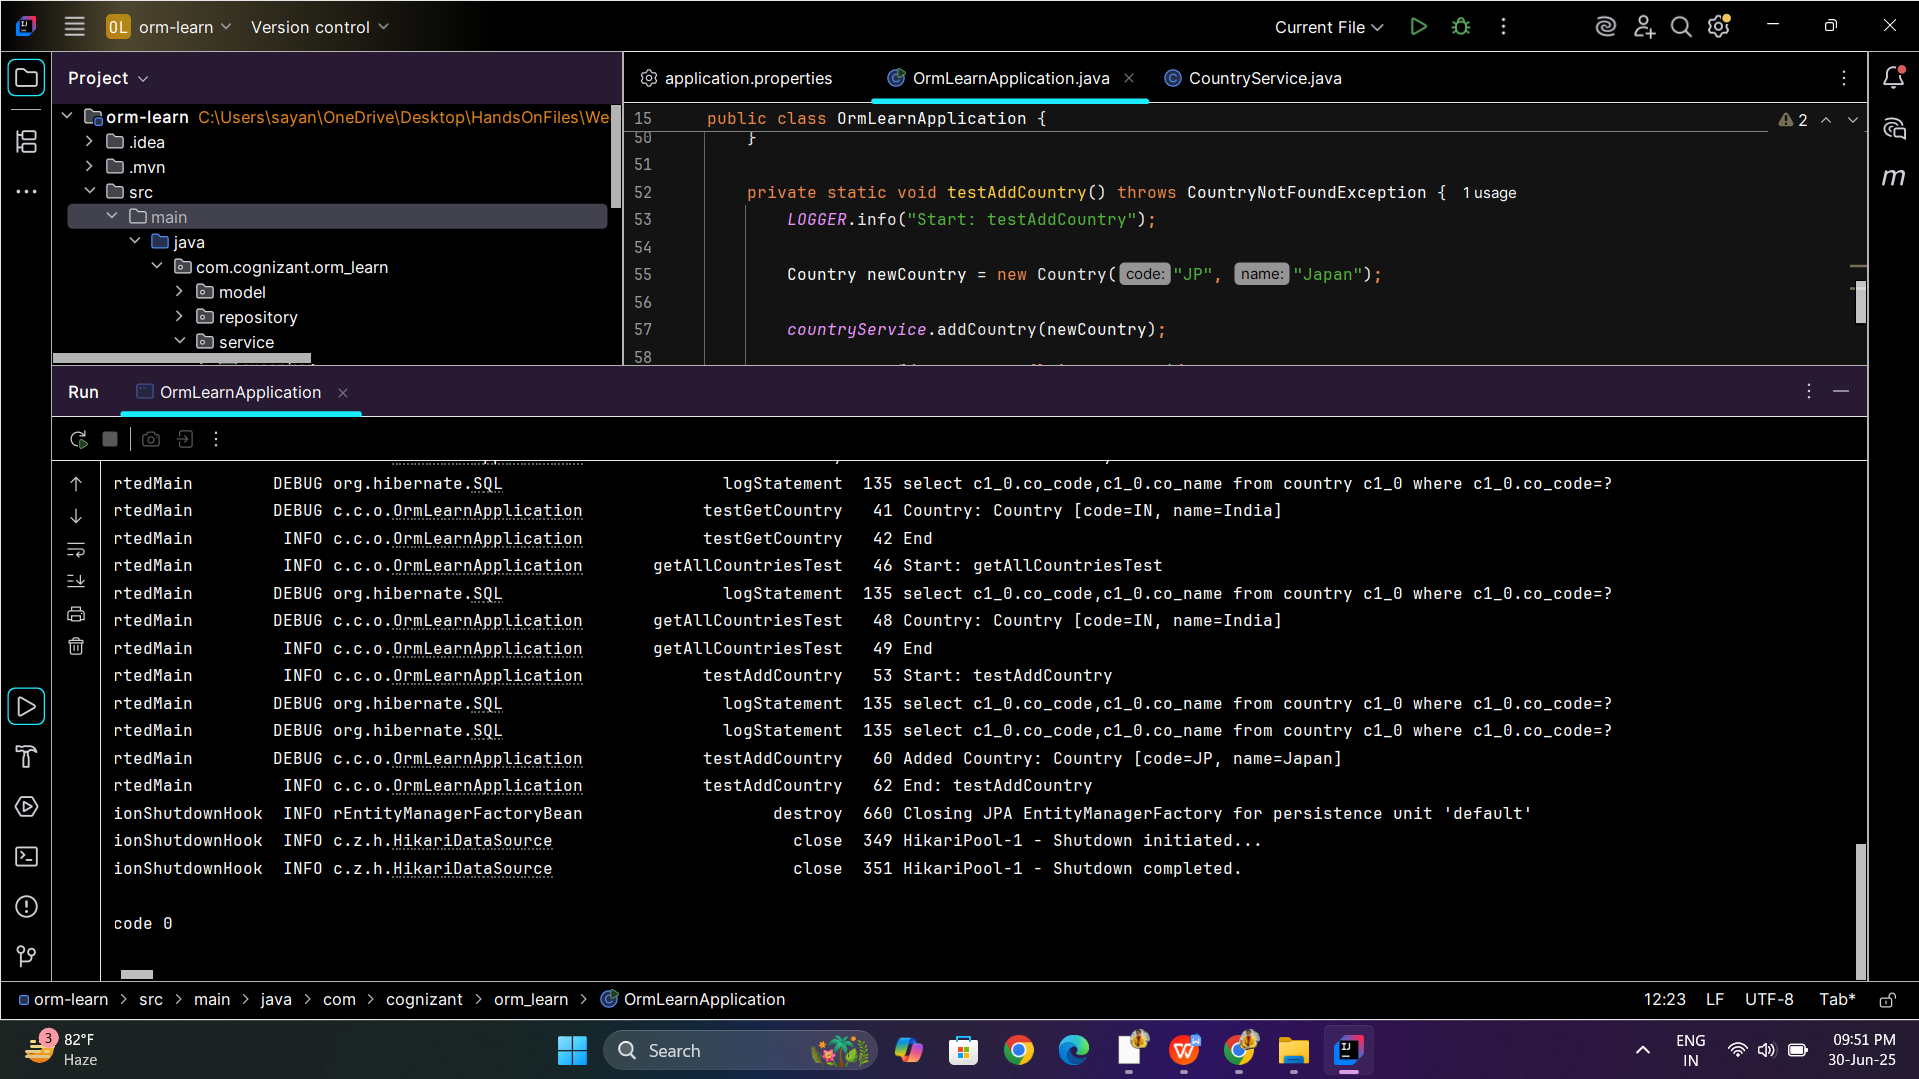 OL orm-learn Version control Current File
Project
application.properties OrmLearnApplication.java CountryService.java
orm-learn C:\Users\sayan\OneDrive\Desktop\HandsOnFiles\We
.idea
.mvn
src
main
java
com.cognizant.orm_learn
model
repository
service
15 public class OrmLearnApplication { 2
50 }
51
52 private static void testAddCountry() throws CountryNotFoundException { 1 usage
53 LOGGER.info("Start: testAddCountry");
54
55 Country newCountry = new Country( code: "JP", name: "Japan");
56
57 countryService.addCountry(newCountry);
58
Run OrmLearnApplication
rtedMain DEBUG org.hibernate.SQL logStatement 135 select c1_0.co_code,c1_0.co_name from country c1_0 where c1_0.co_code=?
rtedMain DEBUG c.c.o.OrmLearnApplication testGetCountry 41 Country: Country [code=IN, name=India]
rtedMain INFO c.c.o.OrmLearnApplication testGetCountry 42 End
rtedMain INFO c.c.o.OrmLearnApplication getAllCountriesTest 46 Start: getAllCountriesTest
rtedMain DEBUG org.hibernate.SQL logStatement 135 select c1_0.co_code,c1_0.co_name from country c1_0 where c1_0.co_code=?
rtedMain DEBUG c.c.o.OrmLearnApplication getAllCountriesTest 48 Country: Country [code=IN, name=India]
rtedMain INFO c.c.o.OrmLearnApplication getAllCountriesTest 49 End
rtedMain INFO c.c.o.OrmLearnApplication testAddCountry 53 Start: testAddCountry
rtedMain DEBUG org.hibernate.SQL logStatement 135 select c1_0.co_code,c1_0.co_name from country c1_0 where c1_0.co_code=?
rtedMain DEBUG org.hibernate.SQL logStatement 135 select c1_0.co_code,c1_0.co_name from country c1_0 where c1_0.co_code=?
rtedMain DEBUG c.c.o.OrmLearnApplication testAddCountry 60 Added Country: Country [code=JP, name=Japan]
rtedMain INFO c.c.o.OrmLearnApplication testAddCountry 62 End: testAddCountry
ionShutdownHook INFO rEntityManagerFactoryBean destroy 660 Closing JPA EntityManagerFactory for persistence unit 'default'
ionShutdownHook INFO c.z.h.HikariDataSource close 349 HikariPool-1 - Shutdown initiated...
ionShutdownHook INFO c.z.h.HikariDataSource close 351 HikariPool-1 - Shutdown completed.
code 0
orm-learn > src > main > java > com > cognizant > orm_learn > OrmLearnApplication 12:23 LF UTF-8 Tab*
3 82°F
Haze
Search
ENG
IN
09:51 PM
30-Jun-25